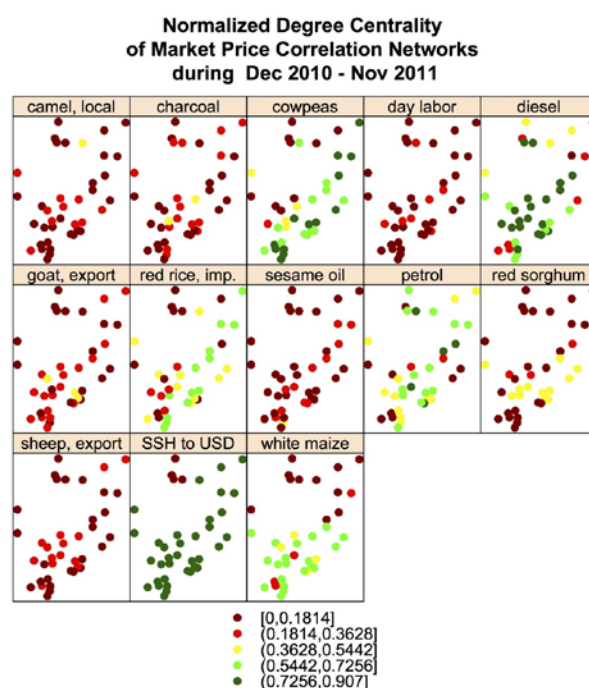 Normalized Degree Centrality
of Market Price Correlation Networks
during Dec 2010 - Nov 2011
camel, local charcoal cowpeas day labor diesel
goat, export red rice, imp. sesame oil petrol red sorghum
sheep, export SSH to USD white maize
[0,0.1814]
(0.1814,0.3628]
(0.3628,0.5442]
(0.5442,0.7256]
(0.7256,0.907]